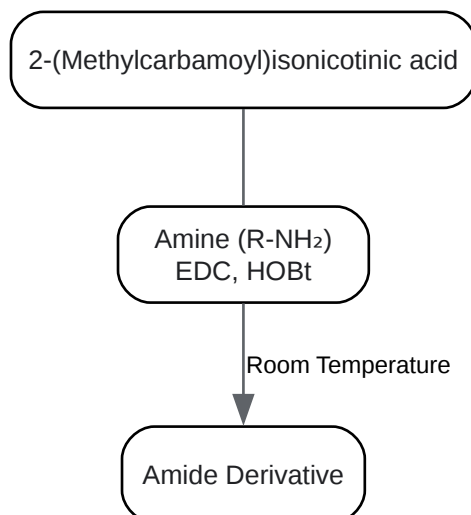 2-(Methylcarbamoyl)isonicotinic acid
Amine (R-NH₂)
EDC, HOBt
Room Temperature
Amide Derivative